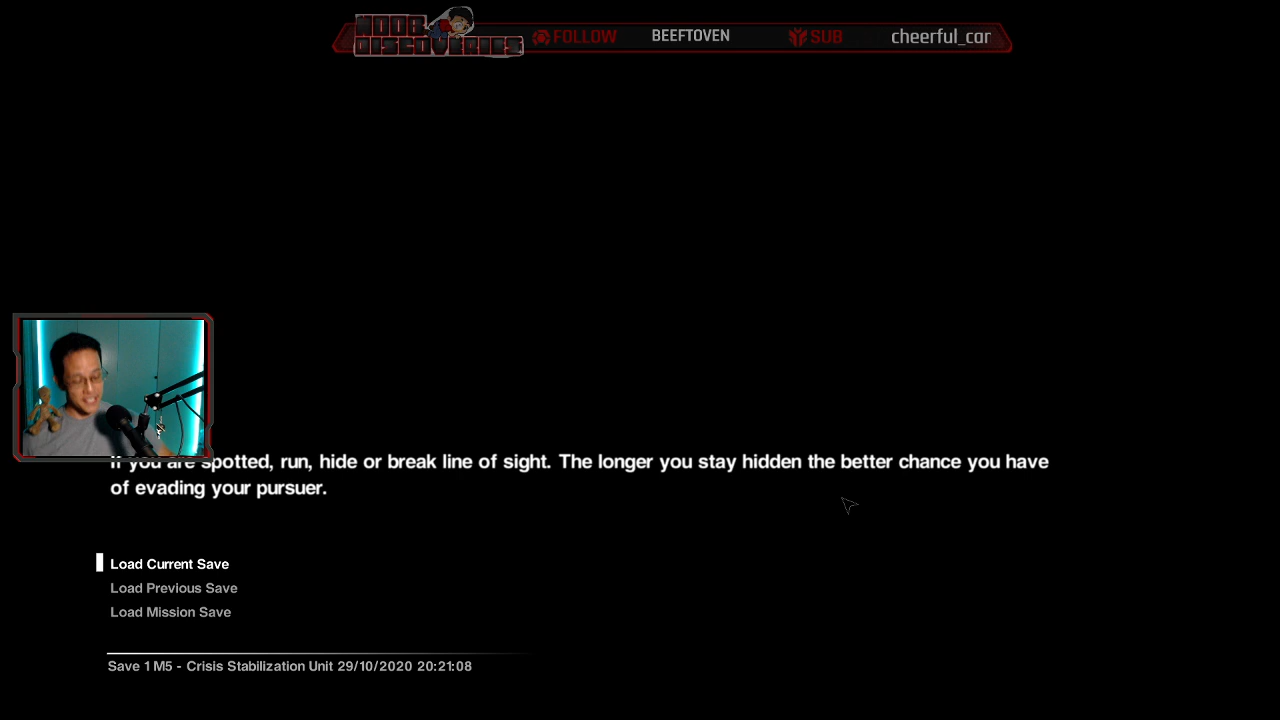 NOOB
DISCOVERIES
FOLLOW
BEEFTOVEN
SUB
cheerful_car
If you are spotted, run, hide or break line of sight. The longer you stay hidden the better chance you have
of evading your pursuer.
Load Current Save
Load Previous Save
Load Mission Save
Save 1 M5 - Crisis Stabilization Unit 29/10/2020 20:21:08